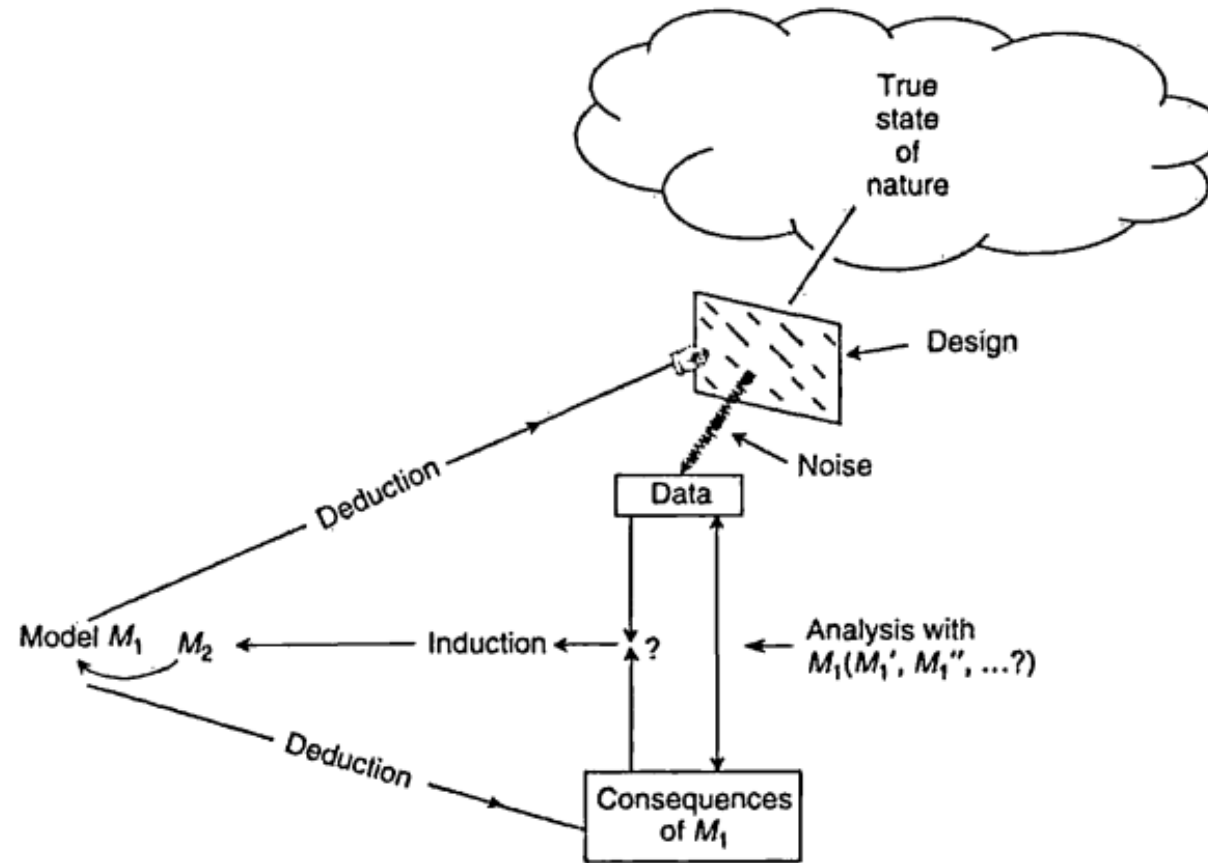 True
state
of
nature
Design
Noise
Data
Deduction
Model M₁ M₂
Induction
?
Analysis with
M₁(M₁′, M₁″, ...?)
Deduction
Consequences
of M₁